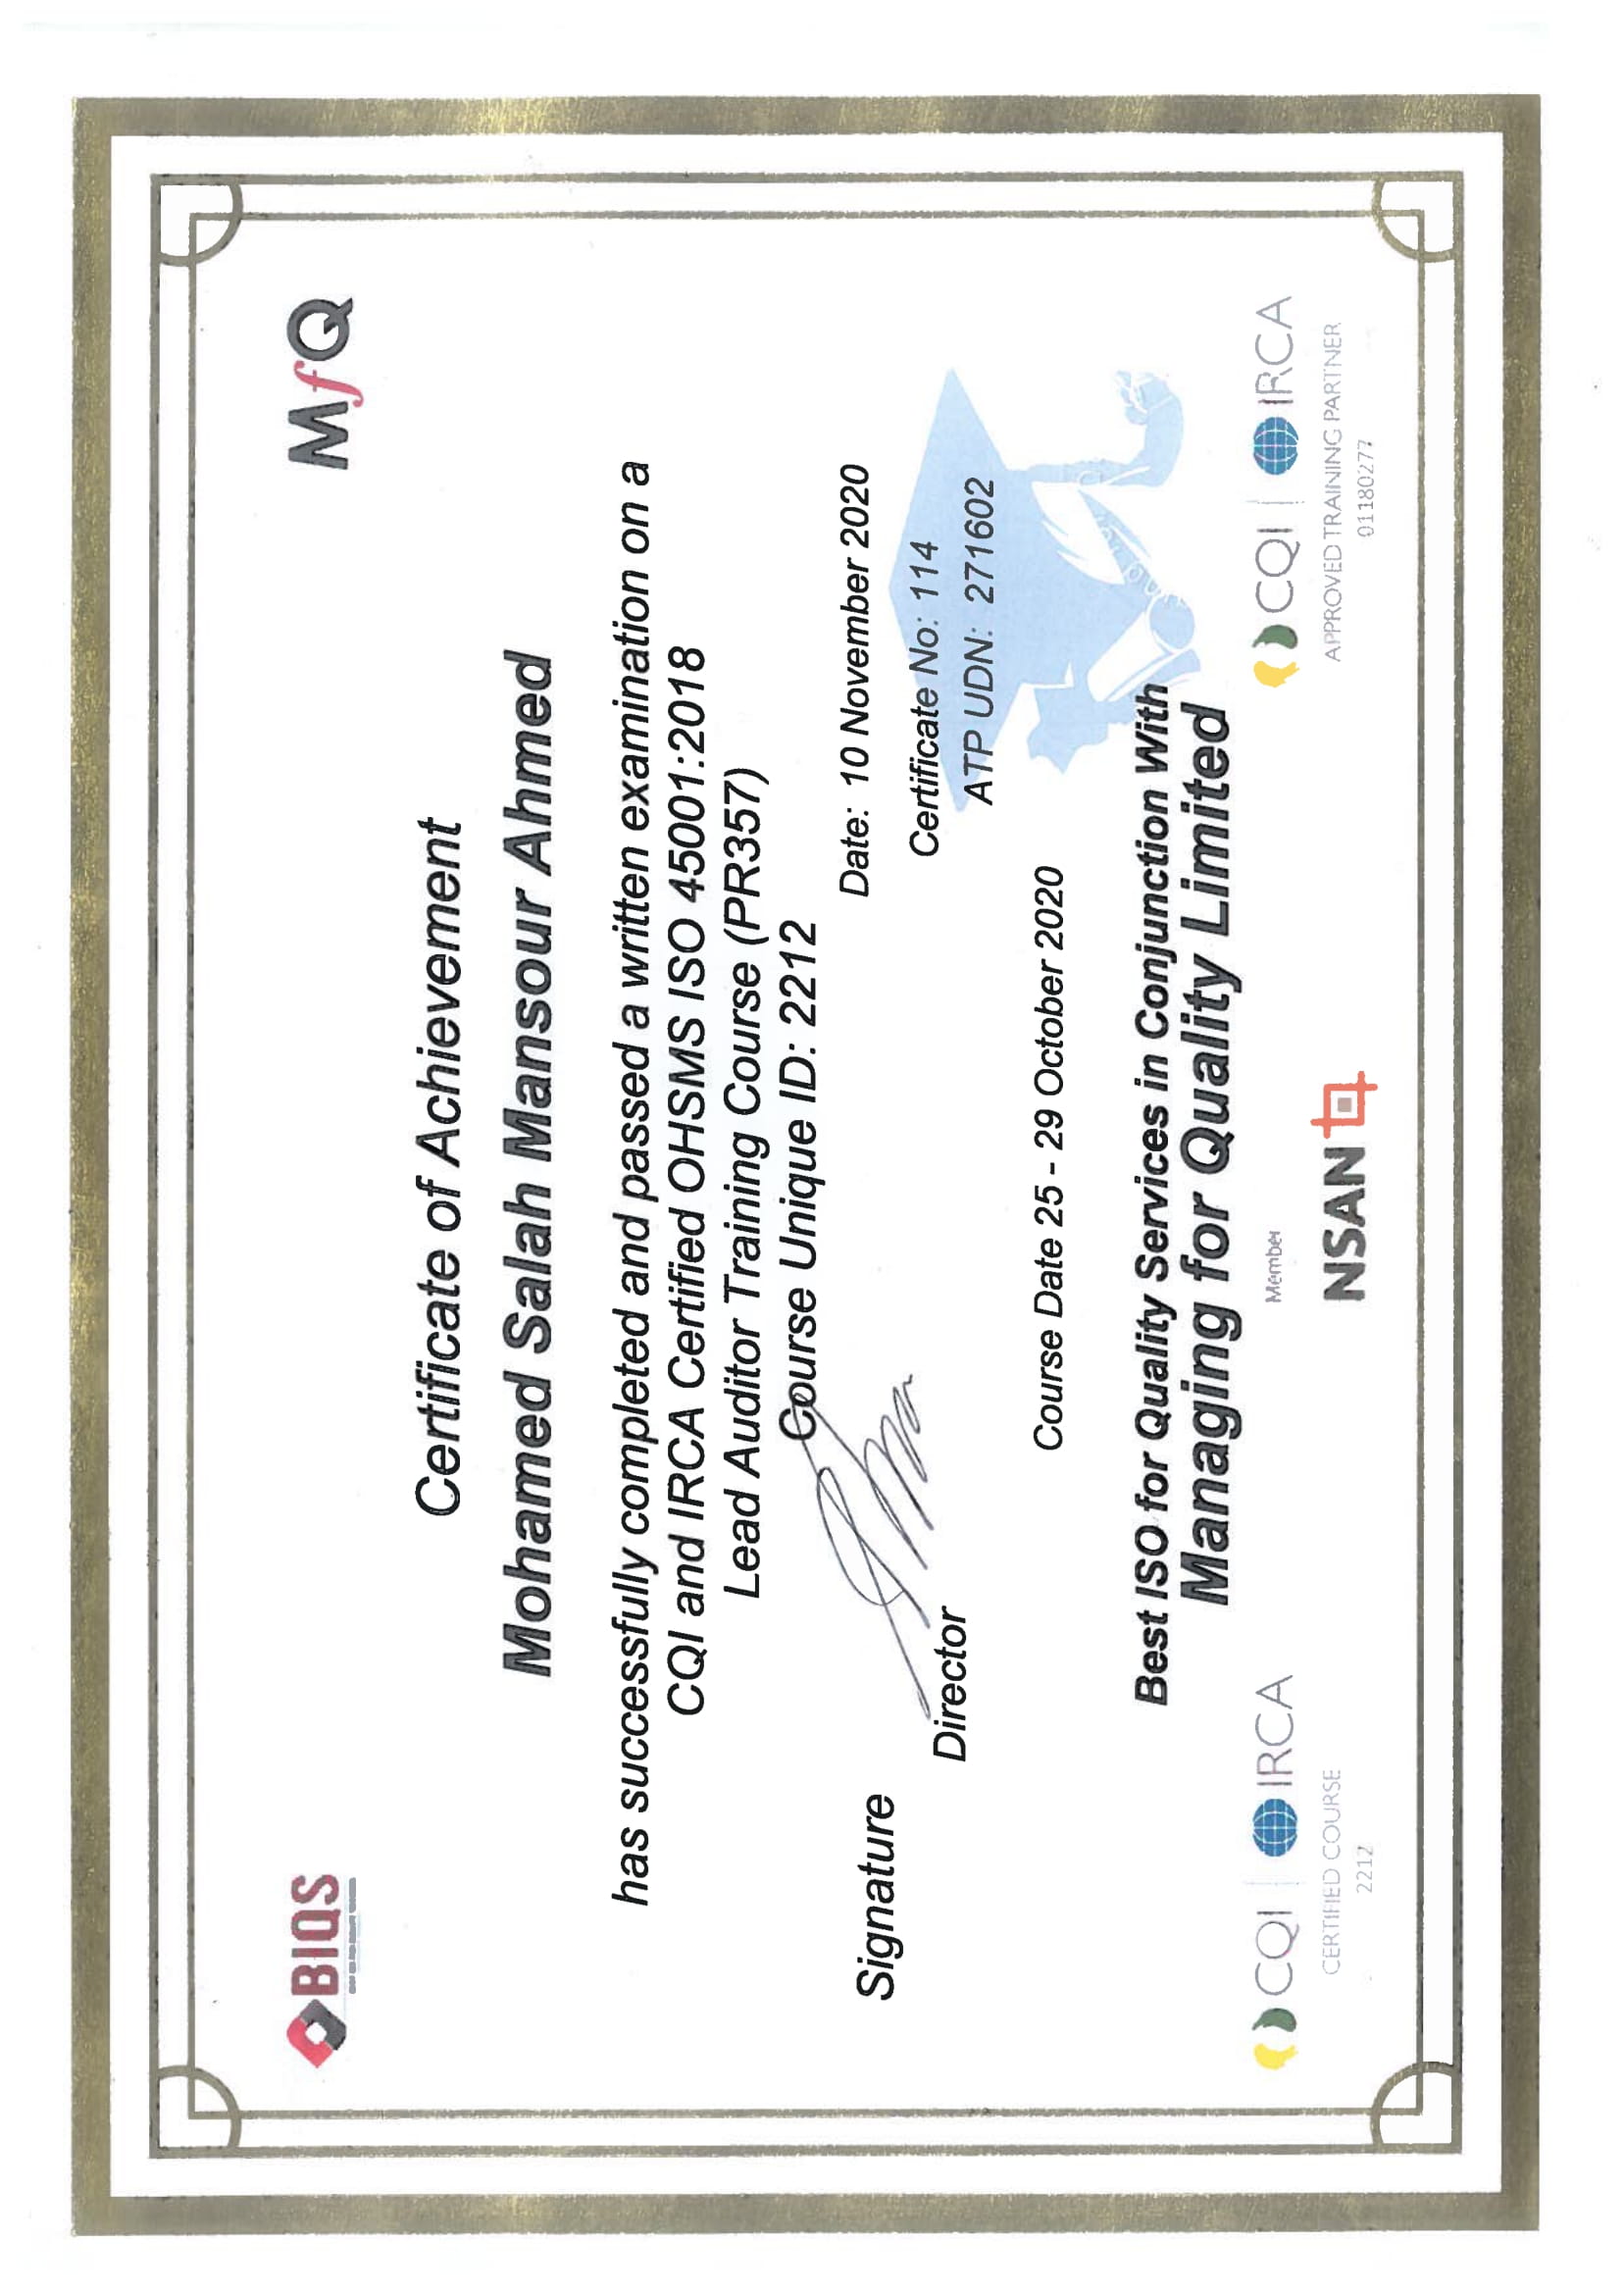 BIQS
MfQ
Certificate of Achievement
Mohamed Salah Mansour Ahmed
has successfully completed and passed a written examination on a
CQI and IRCA Certified OHSMS ISO 45001:2018
Lead Auditor Training Course (PR357)
Course Unique ID: 2212
Signature
Director
Date: 10 November 2020
Certificate No: 114
ATP UDN: 271602
Course Date 25 - 29 October 2020
Best ISO for Quality Services in Conjunction With
Managing for Quality Limited
CQI IRCA
CERTIFIED COURSE
2212
Member
NSAN
CQI IRCA
APPROVED TRAINING PARTNER
01180277